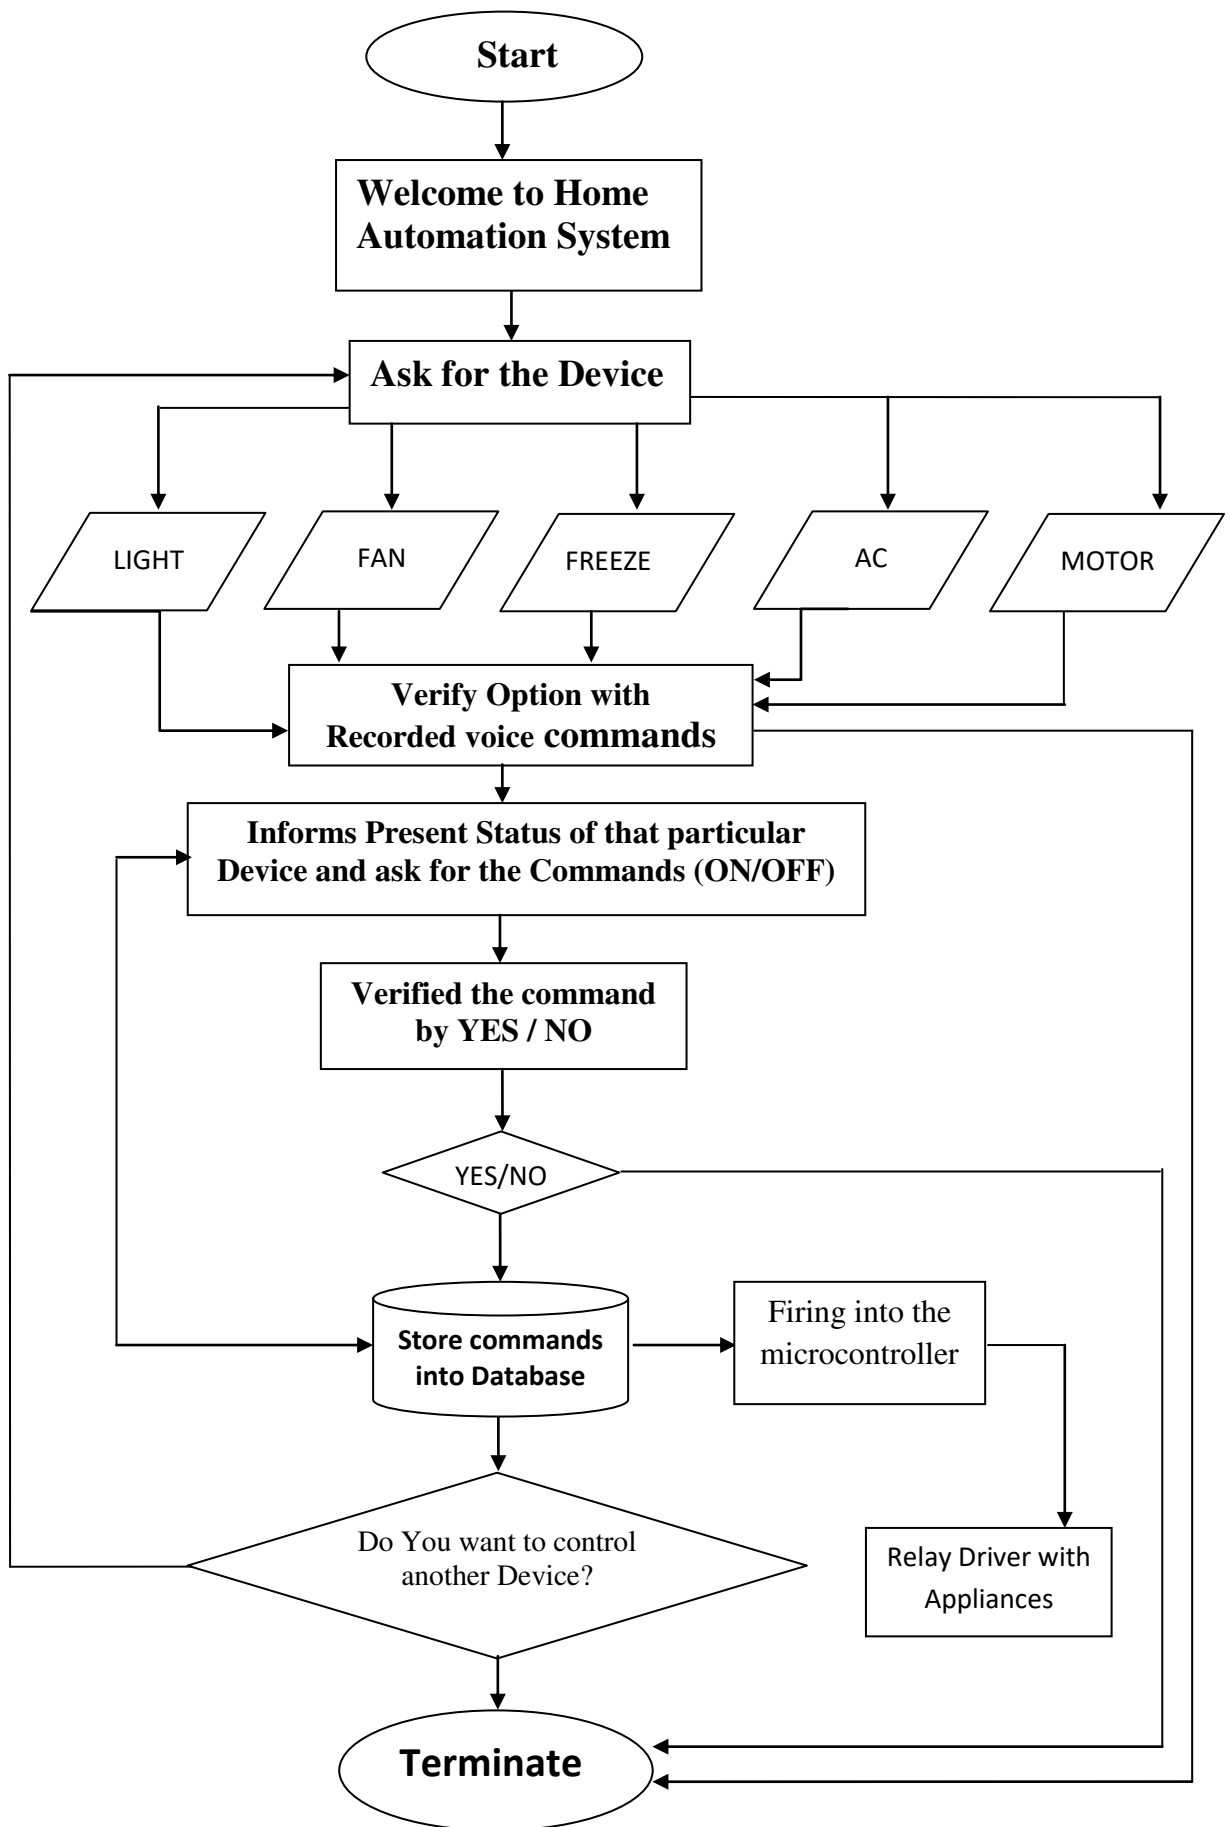 Start
Welcome to Home
Automation System
Ask for the Device
LIGHT
FAN
FREEZE
AC
MOTOR
Verify Option with
Recorded voice commands
Informs Present Status of that particular
Device and ask for the Commands (ON/OFF)
Verified the command
by YES / NO
YES/NO
Store commands
into Database
Firing into the
microcontroller
Do You want to control
another Device?
Relay Driver with
Appliances
Terminate